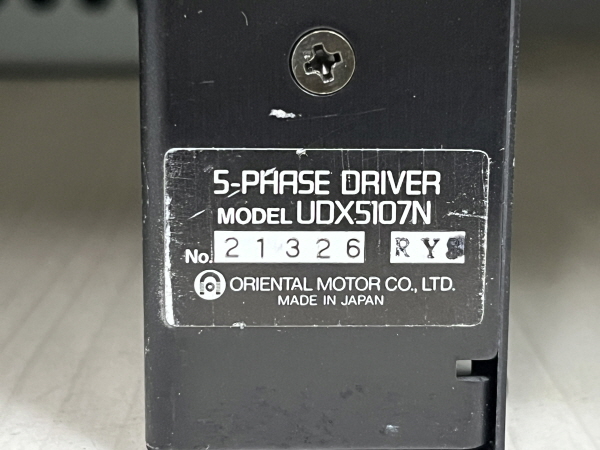 5-PHASE DRIVER
MODEL UDX5107N
No. 21326 RYS
ORIENTAL MOTOR CO., LTD.
MADE IN JAPAN